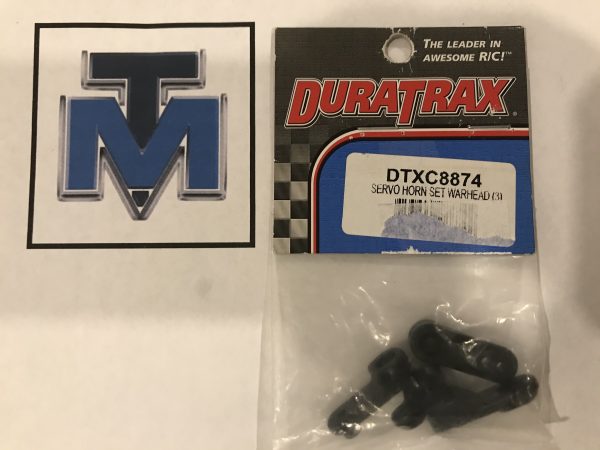 TM
THE LEADER IN
AWESOME R/C!™
DURATRAX®
DTXC8874
SERVO HORN SET WARHEAD (3)